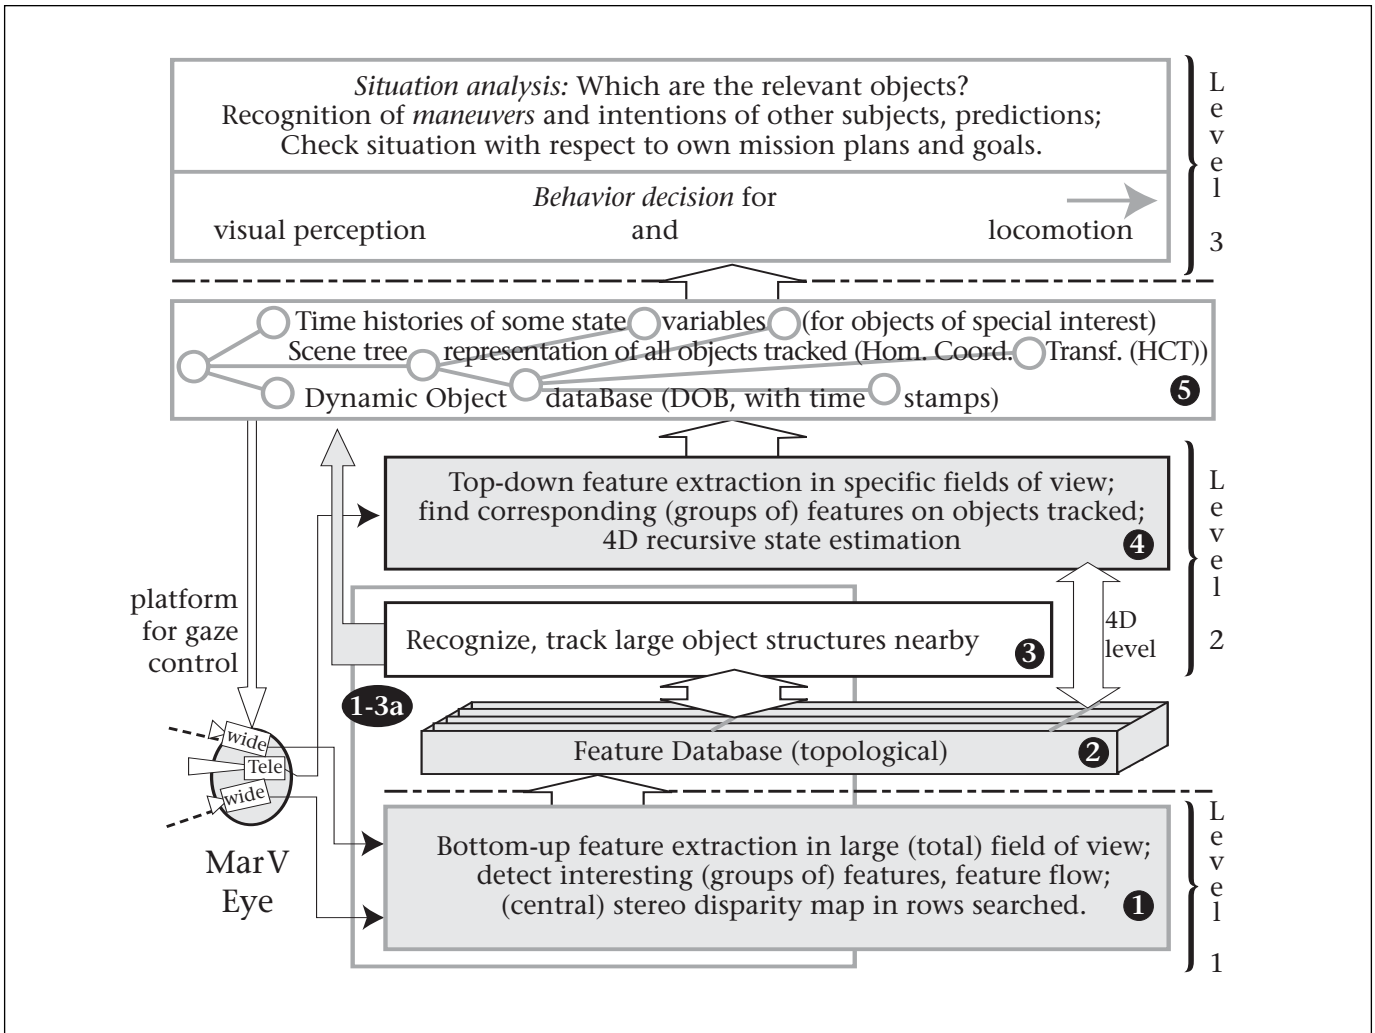 Situation analysis: Which are the relevant objects?
Recognition of maneuvers and intentions of other subjects, predictions;
Check situation with respect to own mission plans and goals.
Behavior decision for
visual perception and locomotion
Level 3
Time histories of some state variables (for objects of special interest)
Scene tree representation of all objects tracked (Hom. Coord. Transf. (HCT))
Dynamic Object dataBase (DOB, with time stamps)
5
Top-down feature extraction in specific fields of view;
find corresponding (groups of) features on objects tracked;
4D recursive state estimation
4
Level 2
platform
for gaze
control
Recognize, track large object structures nearby
3
4D
level
1-3a
Feature Database (topological)
2
wide
Tele
wide
MarV
Eye
Bottom-up feature extraction in large (total) field of view;
detect interesting (groups of) features, feature flow;
(central) stereo disparity map in rows searched.
1
Level 1